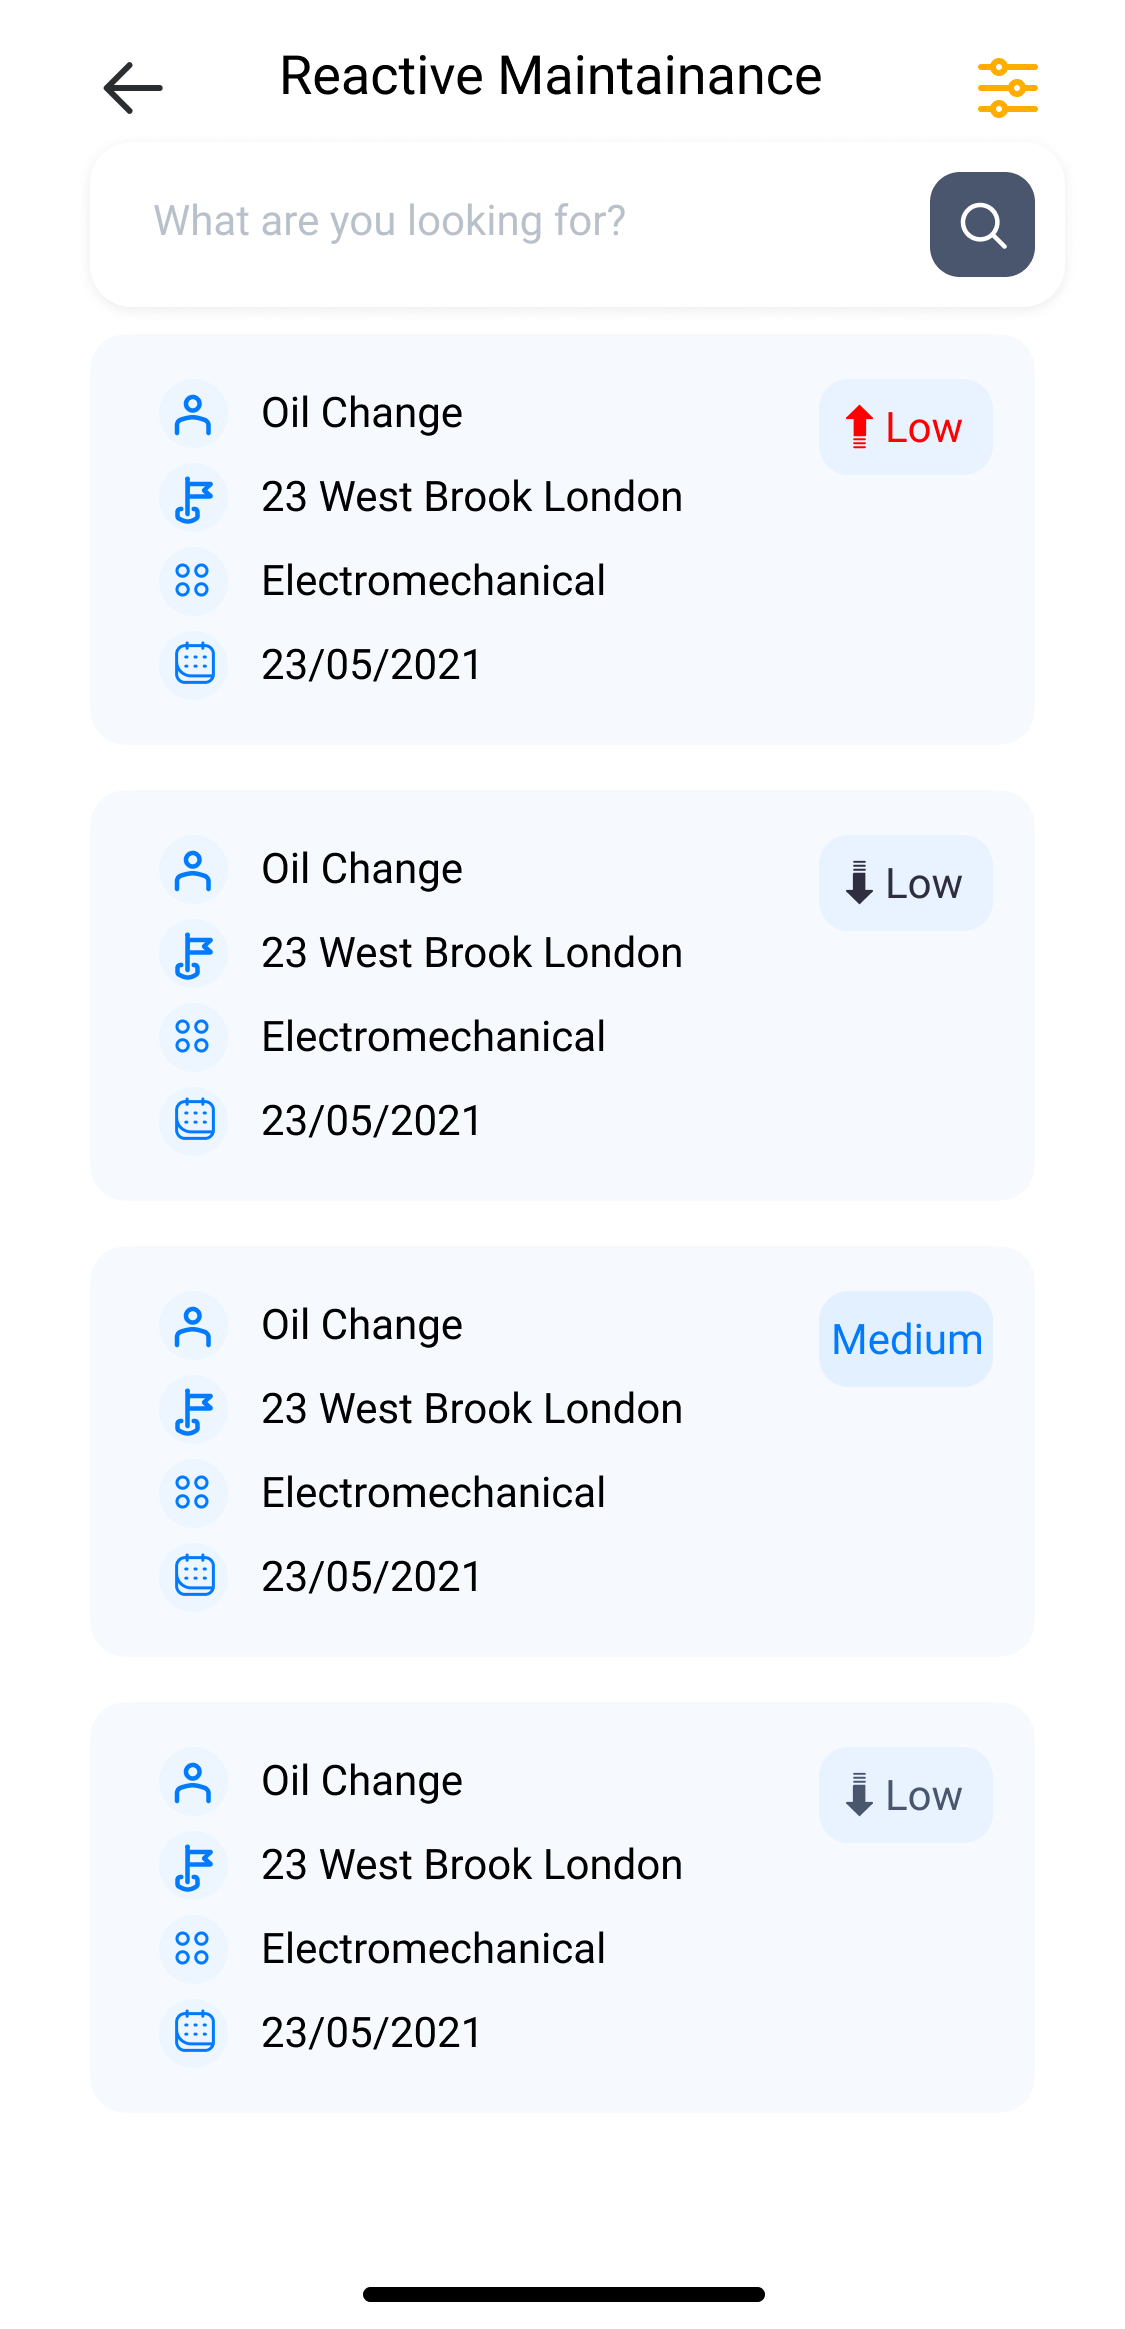 Reactive Maintainance
What are you looking for?
Oil Change
Low
23 West Brook London
Electromechanical
23/05/2021
Oil Change
Low
23 West Brook London
Electromechanical
23/05/2021
Oil Change
Medium
23 West Brook London
Electromechanical
23/05/2021
Oil Change
Low
23 West Brook London
Electromechanical
23/05/2021